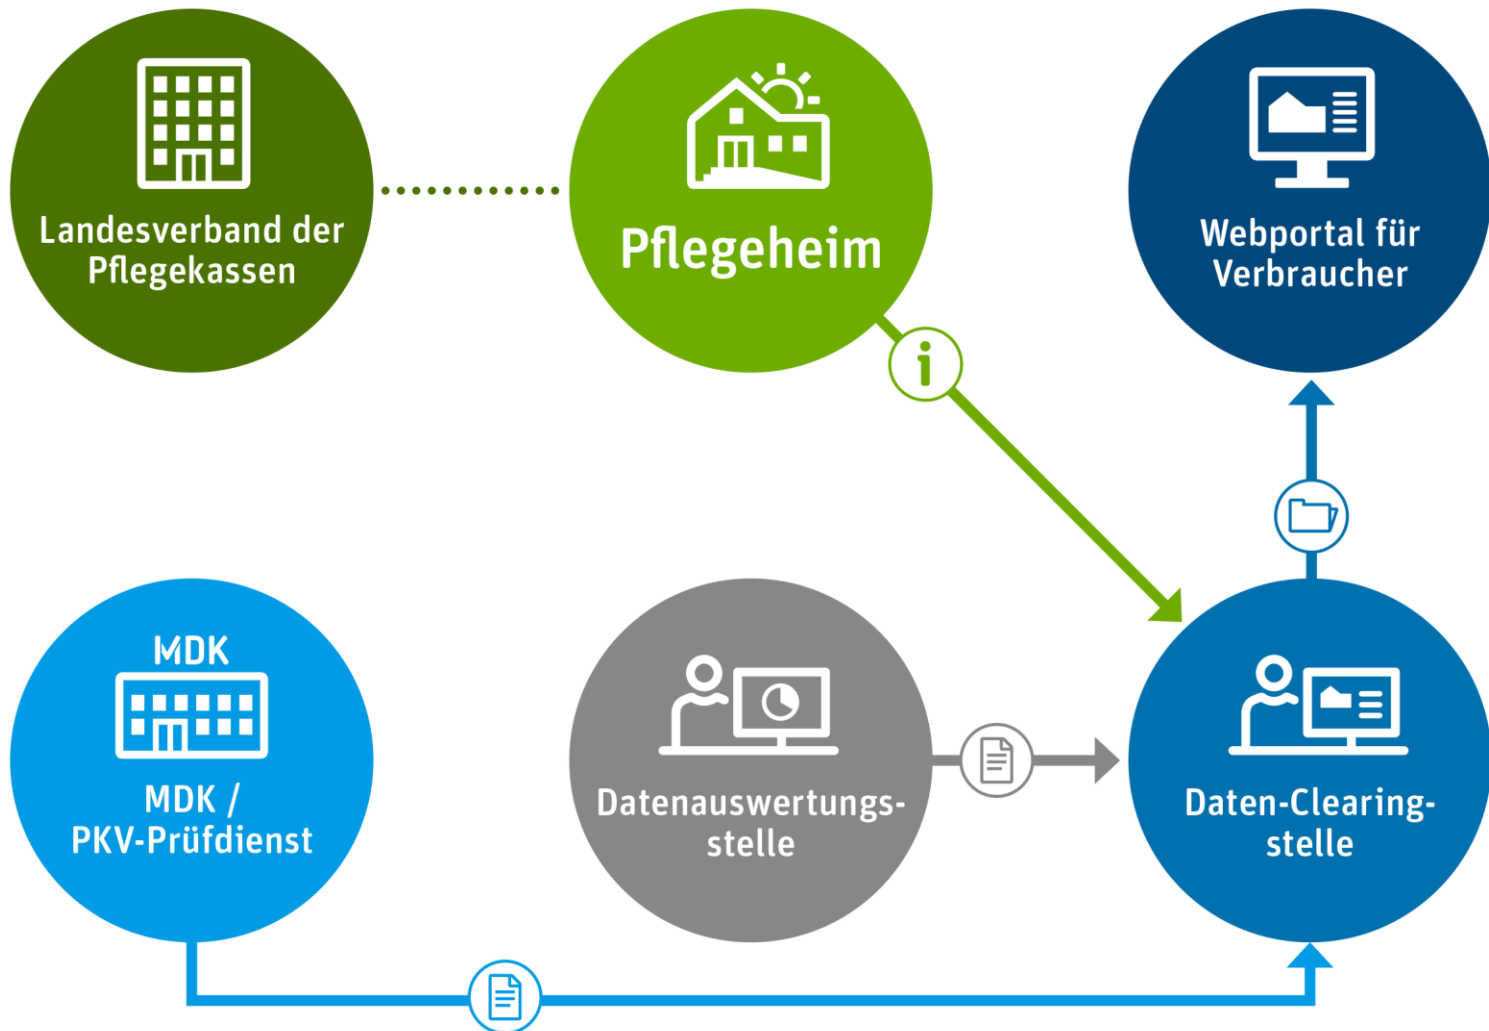 Landesverband der
Pflegekassen
Pflegeheim
Webportal für
Verbraucher
i
MDK
MDK /
PKV-Prüfdienst
Datenauswertungs-
stelle
Daten-Clearing-
stelle